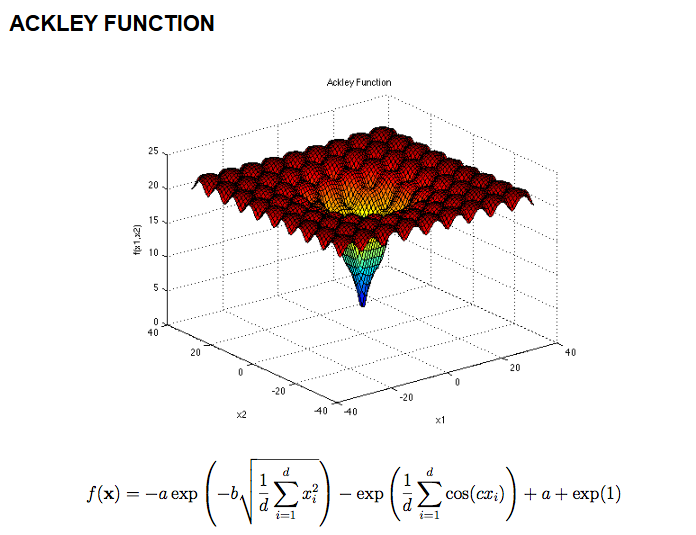 ACKLEY FUNCTION
Ackley Function
25
20
15
10
5
0
f(x1,x2)
40
20
0
-20
-40
x2
-40
-20
0
20
40
x1
f(x) = −a exp(−b√(1/d ∑_{i=1}^{d} x_i^2)) − exp(1/d ∑_{i=1}^{d} cos(cx_i)) + a + exp(1)